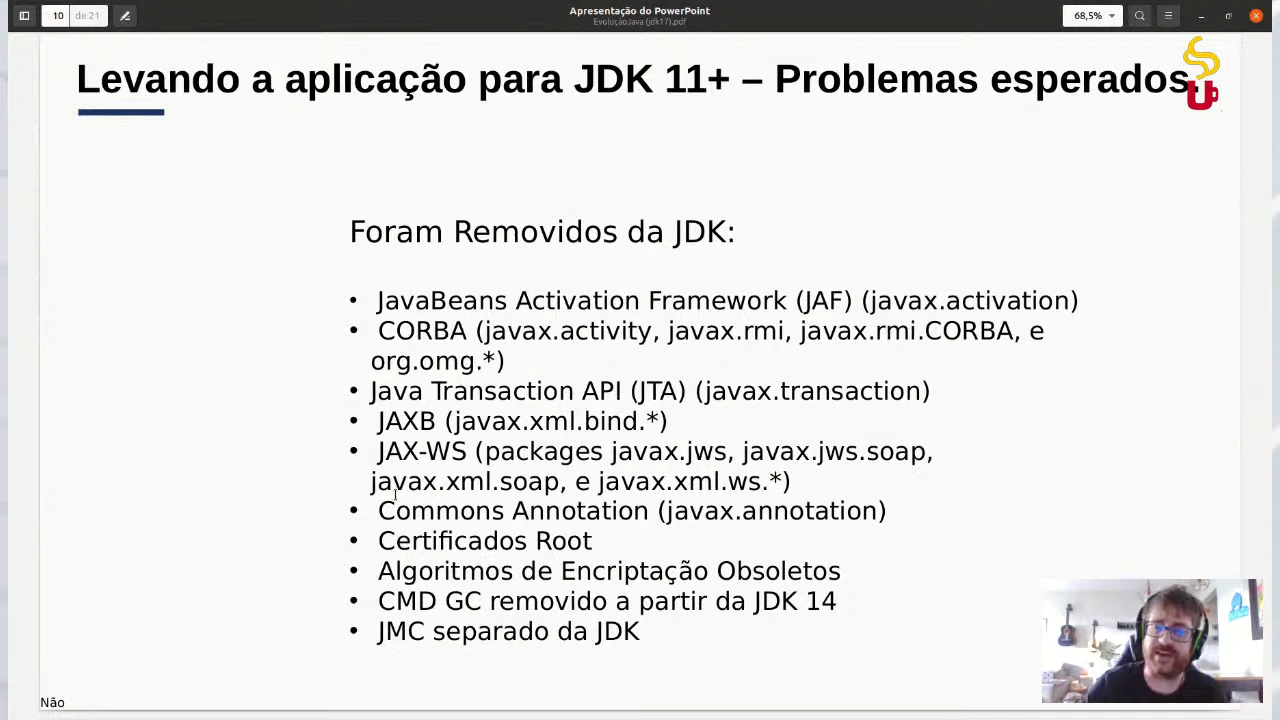 10 de 21
Apresentação do PowerPoint
EvoluçãoJava (jdk17).pdf
68,5%
Levando a aplicação para JDK 11+ – Problemas esperados.
Foram Removidos da JDK:
• JavaBeans Activation Framework (JAF) (javax.activation)
• CORBA (javax.activity, javax.rmi, javax.rmi.CORBA, e
org.omg.*)
• Java Transaction API (JTA) (javax.transaction)
• JAXB (javax.xml.bind.*)
• JAX-WS (packages javax.jws, javax.jws.soap,
javax.xml.soap, e javax.xml.ws.*)
• Commons Annotation (javax.annotation)
• Certificados Root
• Algoritmos de Encriptação Obsoletos
• CMD GC removido a partir da JDK 14
• JMC separado da JDK
Não